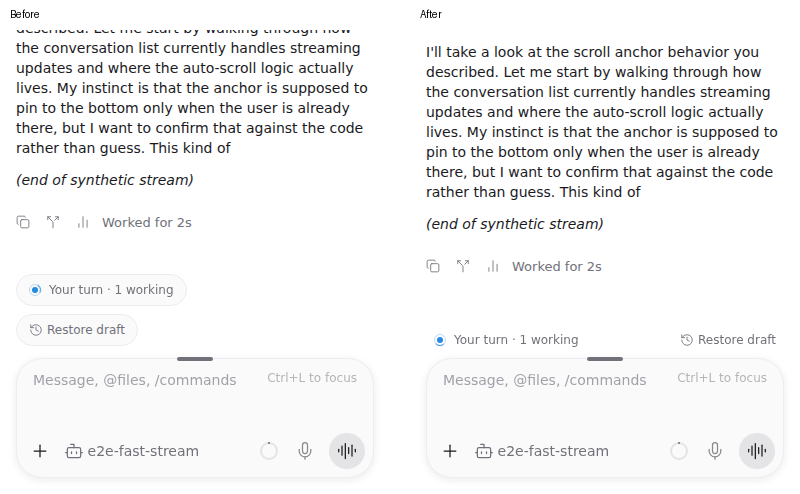 Before
described. Let me start by walking through how
the conversation list currently handles streaming
updates and where the auto-scroll logic actually
lives. My instinct is that the anchor is supposed to
pin to the bottom only when the user is already
there, but I want to confirm that against the code
rather than guess. This kind of
(end of synthetic stream)
Worked for 2s
Your turn · 1 working
Restore draft
Message, @files, /commands
Ctrl+L to focus
e2e-fast-stream
After
I'll take a look at the scroll anchor behavior you
described. Let me start by walking through how
the conversation list currently handles streaming
updates and where the auto-scroll logic actually
lives. My instinct is that the anchor is supposed to
pin to the bottom only when the user is already
there, but I want to confirm that against the code
rather than guess. This kind of
(end of synthetic stream)
Worked for 2s
Your turn · 1 working
Restore draft
Message, @files, /commands
Ctrl+L to focus
e2e-fast-stream